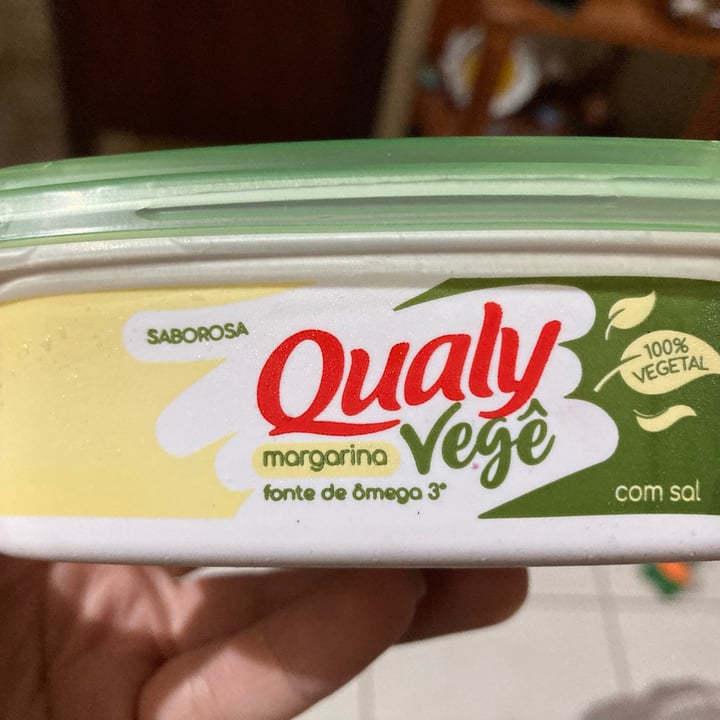 SABOROSA
Qualy
Vegê
margarina
fonte de ômega 3*
100%
VEGETAL
com sal